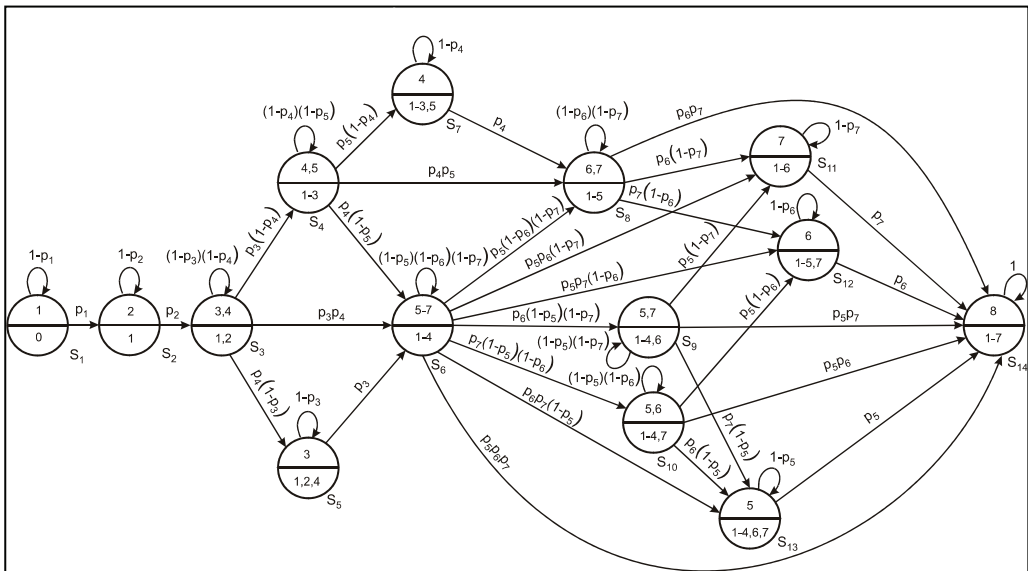 1-p4
4
1-3,5
S7
(1-p4)(1-p5)
p5(1-p4)
p4
(1-p6)(1-p7)
p6p7
4,5
1-3
S4
p4p5
6,7
1-5
S8
p6(1-p7)
7
1-6
S11
1-p7
p7(1-p6)
p7
p3(1-p4)
p4(1-p5)
p5(1-p6)(1-p7)
p5p6(1-p7)
1-p6
6
1-5,7
S12
p6
1-p1
1-p2
(1-p3)(1-p4)
(1-p5)(1-p6)(1-p7)
p5p7(1-p6)
p5(1-p7)
p5(1-p6)
1
1
0
S1
p1
2
1
S2
p2
3,4
1,2
S3
p3p4
5-7
1-4
S6
p6(1-p5)(1-p7)
5,7
1-4,6
S9
(1-p5)(1-p7)
p5p7
8
1-7
S14
p4(1-p3)
p3
p7(1-p5)(1-p6)
(1-p5)(1-p6)
5,6
1-4,7
S10
p5p6
1-p3
3
1,2,4
S5
p6p7(1-p5)
p6(1-p5)
p7(1-p5)
p5
p5p6p7
1-p5
5
1-4,6,7
S13